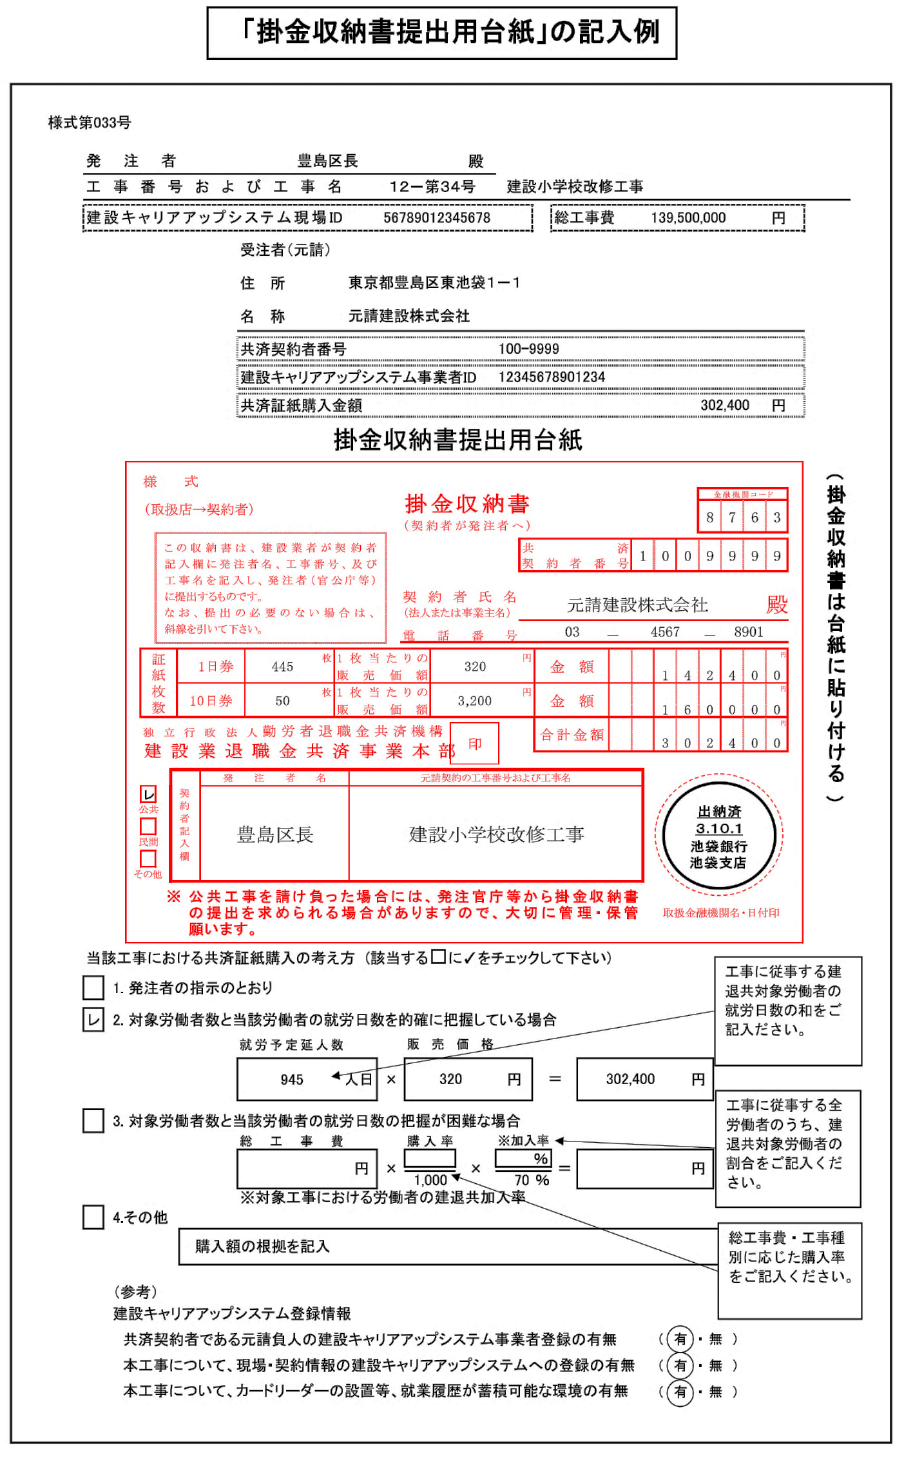 「掛金収納書提出用台紙」の記入例
様式第033号
発注者 豊島区長 殿
工事番号および工事名 12－第34号 建設小学校改修工事
建設キャリアアップシステム現場ID 56789012345678 総工事費 139,500,000 円
受注者（元請）
住所 東京都豊島区東池袋1－1
名称 元請建設株式会社
共済契約者番号 100-9999
建設キャリアアップシステム事業者ID 12345678901234
共済証紙購入金額 302,400 円
掛金収納書提出用台紙
（掛金収納書は台紙に貼り付ける）
様式
（取扱店→契約者）
掛金収納書
（契約者が発注者へ）
金融機関コード
8763
共済契約者番号 1009999
この収納書は、建設業者が契約者
記入欄に発注者名、工事番号、及び
工事名を記入し、発注者（官公庁等）
に提出するものです。
なお、提出の必要のない場合は、
斜線を引いて下さい。
契約者氏名
（法人または事業主名）
元請建設株式会社 殿
電話番号 03 － 4567 － 8901
証紙枚数
1日券 445 枚 1枚当たりの販売価額 320 円 金額 142400 円
10日券 50 枚 1枚当たりの販売価額 3,200 円 金額 160000 円
独立行政法人勤労者退職金共済機構
建設業退職金共済事業本部 印
合計金額 302400 円
レ 公共
民間
その他
契約者記入欄
発注者名 元請契約の工事番号および工事名
豊島区長 建設小学校改修工事
出納済
3.10.1
池袋銀行
池袋支店
取扱金融機関名・日付印
※ 公共工事を請け負った場合には、発注官庁等から掛金収納書
の提出を求められる場合がありますので、大切に管理・保管
願います。
当該工事における共済証紙購入の考え方（該当する□に✓をチェックして下さい）
1. 発注者の指示のとおり
レ 2. 対象労働者数と当該労働者の就労日数を的確に把握している場合
就労予定延人数 販売価格
945 人日 × 320 円 ＝ 302,400 円
工事に従事する建
退共対象労働者の
就労日数の和をご
記入ださい。
3. 対象労働者数と当該労働者の就労日数の把握が困難な場合
総工事費 購入率 ※加入率
円 × 1,000 × % 70 % ＝ 円
※対象工事における労働者の建退共加入率
工事に従事する全
労働者のうち、建
退共対象労働者の
割合をご記入くだ
さい。
4.その他
購入額の根拠を記入
総工事費・工事種
別に応じた購入率
をご記入ください。
（参考）
建設キャリアアップシステム登録情報
共済契約者である元請負人の建設キャリアアップシステム事業者登録の有無 （有・無）
本工事について、現場・契約情報の建設キャリアアップシステムへの登録の有無 （有・無）
本工事について、カードリーダーの設置等、就業履歴が蓄積可能な環境の有無 （有・無）